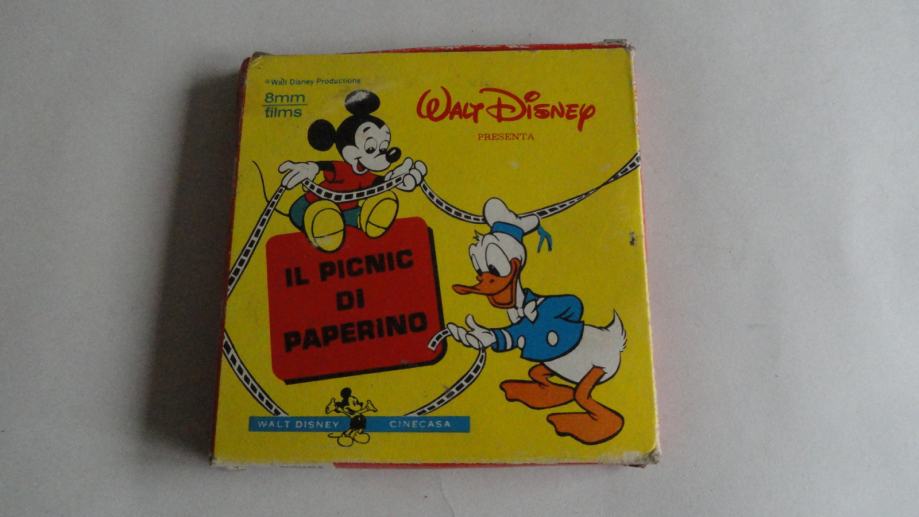 © Walt Disney Productions
8mm
films
WALT DISNEY
PRESENTA
IL PICNIC
DI
PAPERINO
WALT DISNEY CINECASA